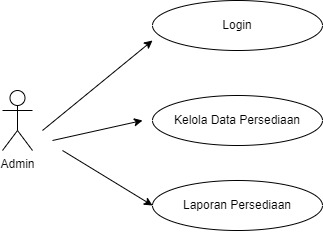 Login
Kelola Data Persediaan
Admin
Laporan Persediaan